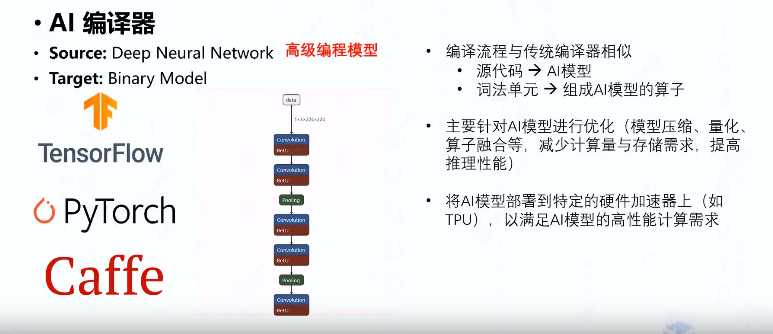 • AI 编译器
• Source: Deep Neural Network 高级编程模型
• Target: Binary Model
TensorFlow
PyTorch
Caffe
data
1×3×224×224
Convolution
ReLU
Convolution
ReLU
Pooling
Convolution
ReLU
Convolution
ReLU
Pooling
Convolution
ReLU
• 编译流程与传统编译器相似
• 源代码 → AI模型
• 词法单元 → 组成AI模型的算子
• 主要针对AI模型进行优化（模型压缩、量化、
算子融合等，减少计算量与存储需求，提高
推理性能）
• 将AI模型部署到特定的硬件加速器上（如
TPU），以满足AI模型的高性能计算需求